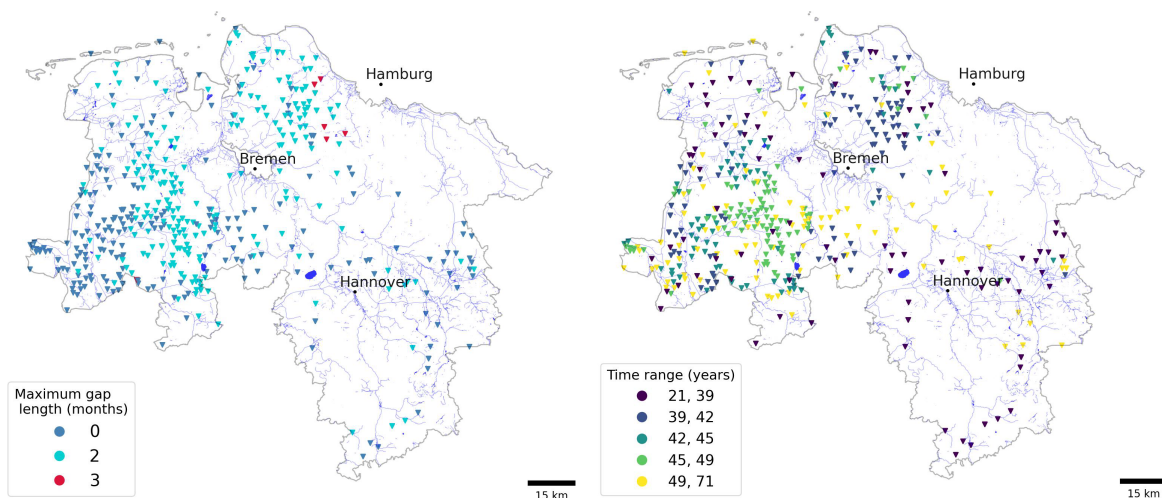 Hamburg
Bremen
Hannover
Maximum gap
length (months)
0
2
3
15 km
Hamburg
Bremen
Hannover
Time range (years)
21, 39
39, 42
42, 45
45, 49
49, 71
15 km